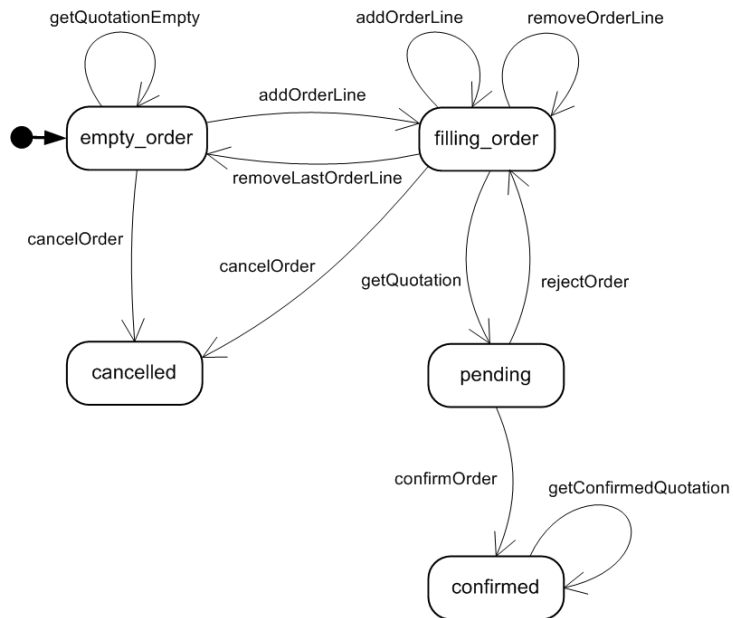 getQuotationEmpty
addOrderLine
removeOrderLine
addOrderLine
empty_order
filling_order
removeLastOrderLine
cancelOrder
cancelOrder
getQuotation
rejectOrder
cancelled
pending
confirmOrder
getConfirmedQuotation
confirmed